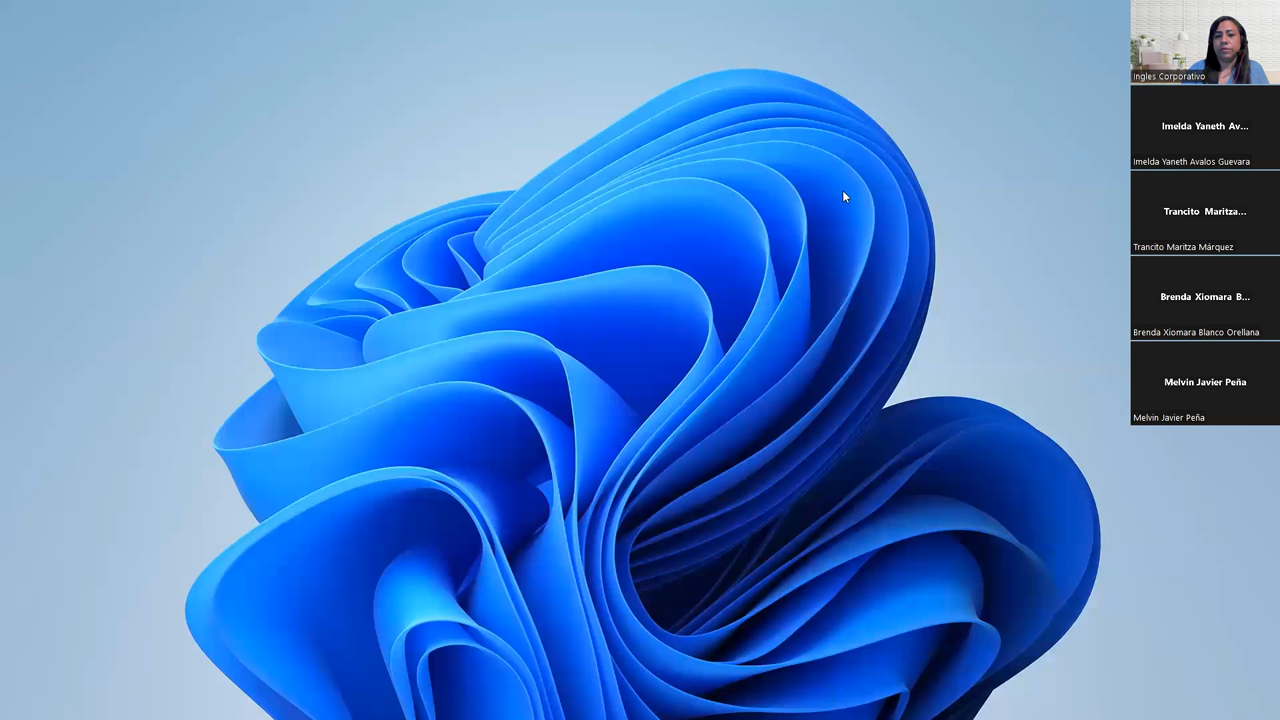 Ingles Corporativo
Imelda Yaneth Av...
Imelda Yaneth Avalos Guevara
Trancito Maritza...
Trancito Maritza Márquez
Brenda Xiomara B...
Brenda Xiomara Blanco Orellana
Melvin Javier Peña
Melvin Javier Peña